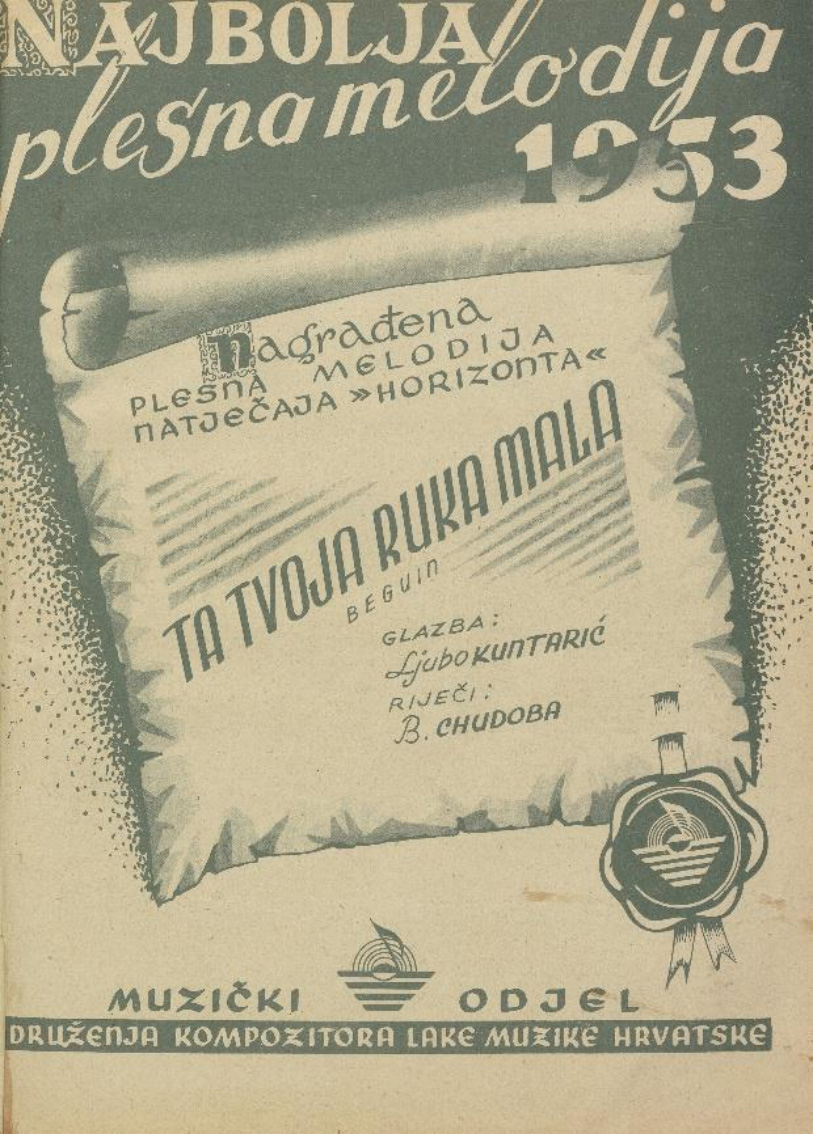 NAJBOLJA
plesna melodija
1953
Nagrađena
PLESNA MELODIJA
NATJEČAJA »HORIZONTA«
TA TVOJA RUKA MALA
BEGUIN
GLAZBA:
Ljubo KUNTARIĆ
RIJEČI:
B. CHUDOBA
MUZIČKI ODJEL
DRUŽENJA KOMPOZITORA LAKE MUZIKE HRVATSKE